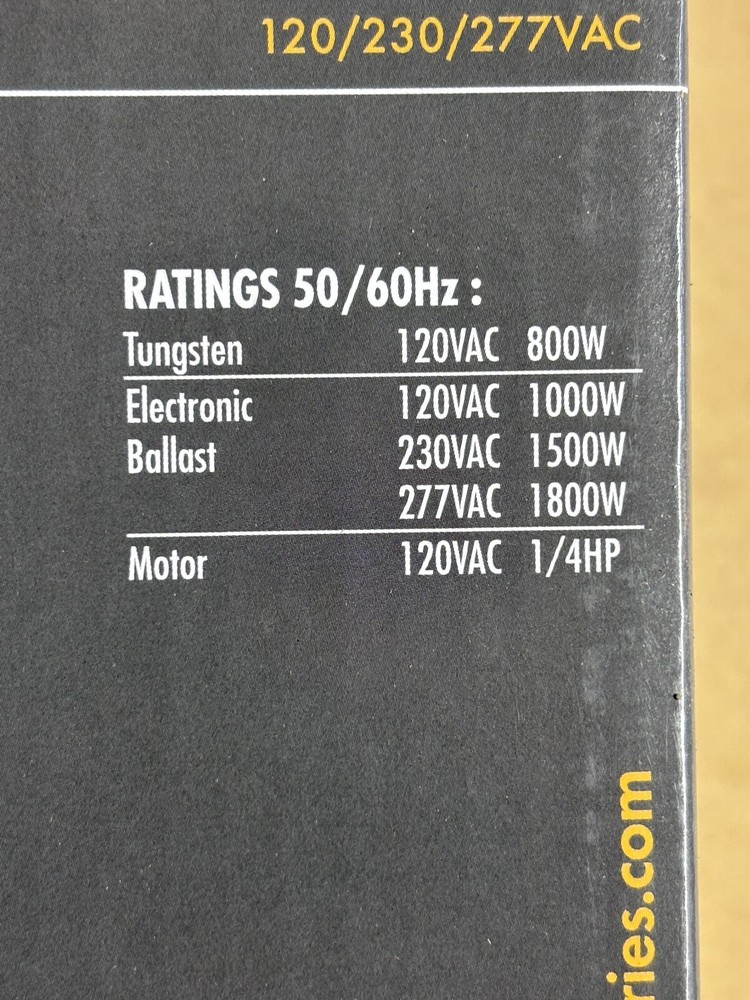 120/230/277VAC
RATINGS 50/60Hz :
Tungsten 120VAC 800W
Electronic 120VAC 1000W
Ballast 230VAC 1500W
277VAC 1800W
Motor 120VAC 1/4HP
ries.com